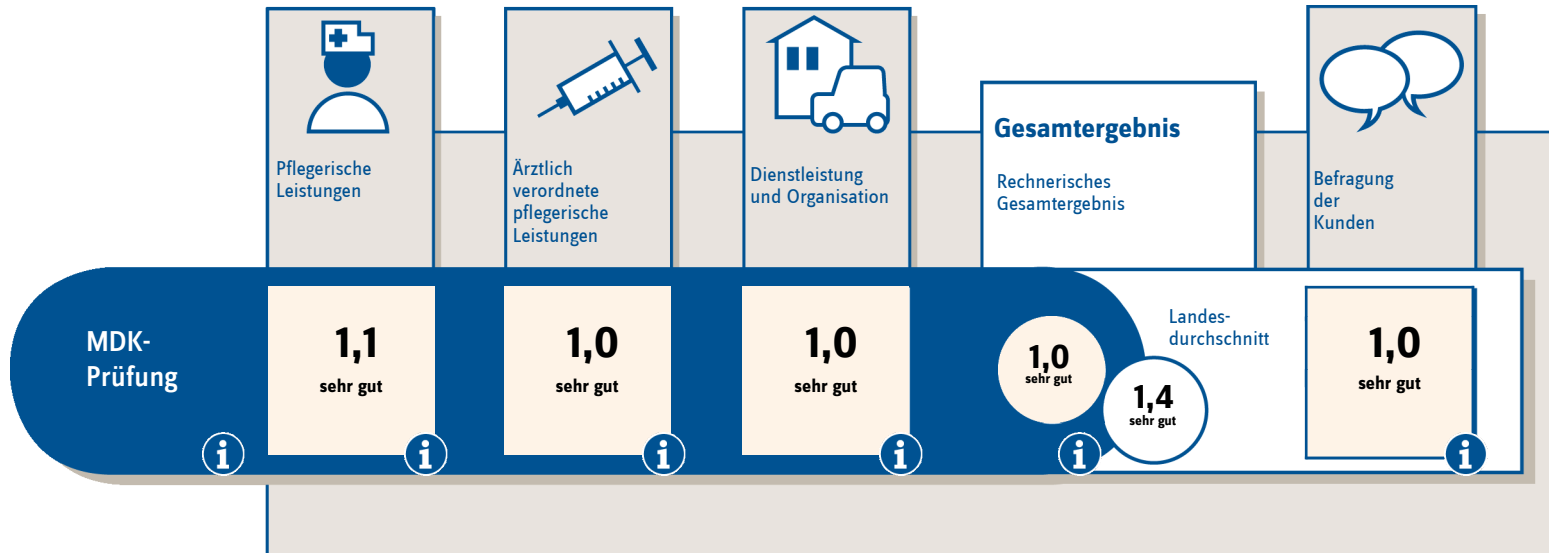 Pflegerische
Leistungen
Ärztlich
verordnete
pflegerische
Leistungen
Dienstleistung
und Organisation
Gesamtergebnis
Rechnerisches
Gesamtergebnis
Befragung
der
Kunden
MDK-
Prüfung
1,1
sehr gut
1,0
sehr gut
1,0
sehr gut
1,0
sehr gut
Landes-
durchschnitt
1,4
sehr gut
1,0
sehr gut
i
i
i
i
i
i